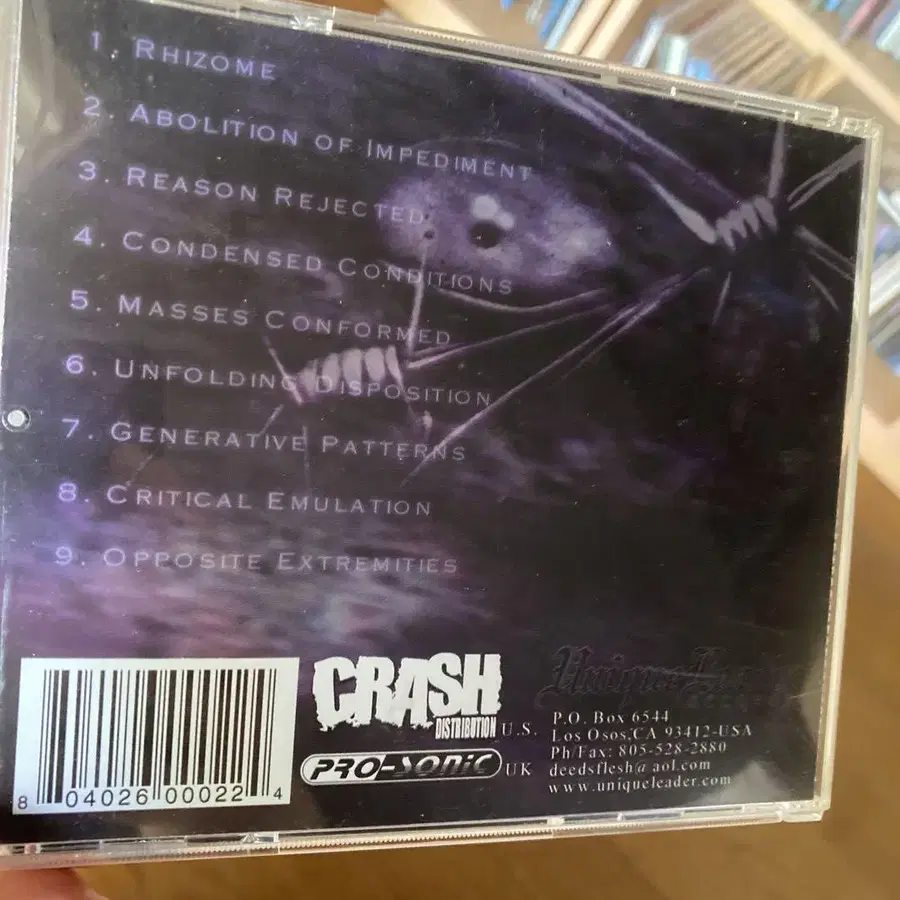 1. Rhizome
2. Abolition of Impediment
3. Reason Rejected
4. Condensed Conditions
5. Masses Conformed
6. Unfolding Disposition
7. Generative Patterns
8. Critical Emulation
9. Opposite Extremities
CRASH
DISTRIBUTION U.S.
PRO-SONIC UK
Unique Leader
P.O. Box 6544
Los Osos,CA 93412-USA
Ph/Fax: 805-528-2880
deedsflesh@aol.com
www.uniqueleader.com
8 04026 00022 4